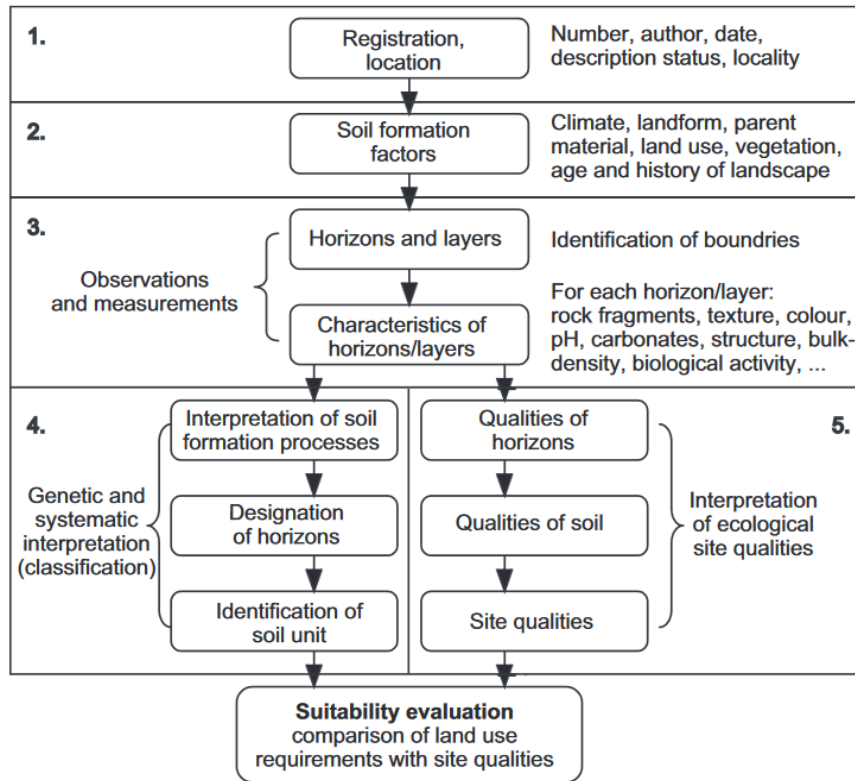 1.
Registration,
location
Number, author, date,
description status, locality
2.
Soil formation
factors
Climate, landform, parent
material, land use, vegetation,
age and history of landscape
3.
Observations
and measurements
Horizons and layers
Identification of boundries
Characteristics of
horizons/layers
For each horizon/layer:
rock fragments, texture, colour,
pH, carbonates, structure, bulk-
density, biological activity, ...
4.
Genetic and
systematic
interpretation
(classification)
Interpretation of soil
formation processes
Designation
of horizons
Identification of
soil unit
5.
Qualities of
horizons
Qualities of soil
Site qualities
Interpretation
of ecological
site qualities
Suitability evaluation
comparison of land use
requirements with site qualities